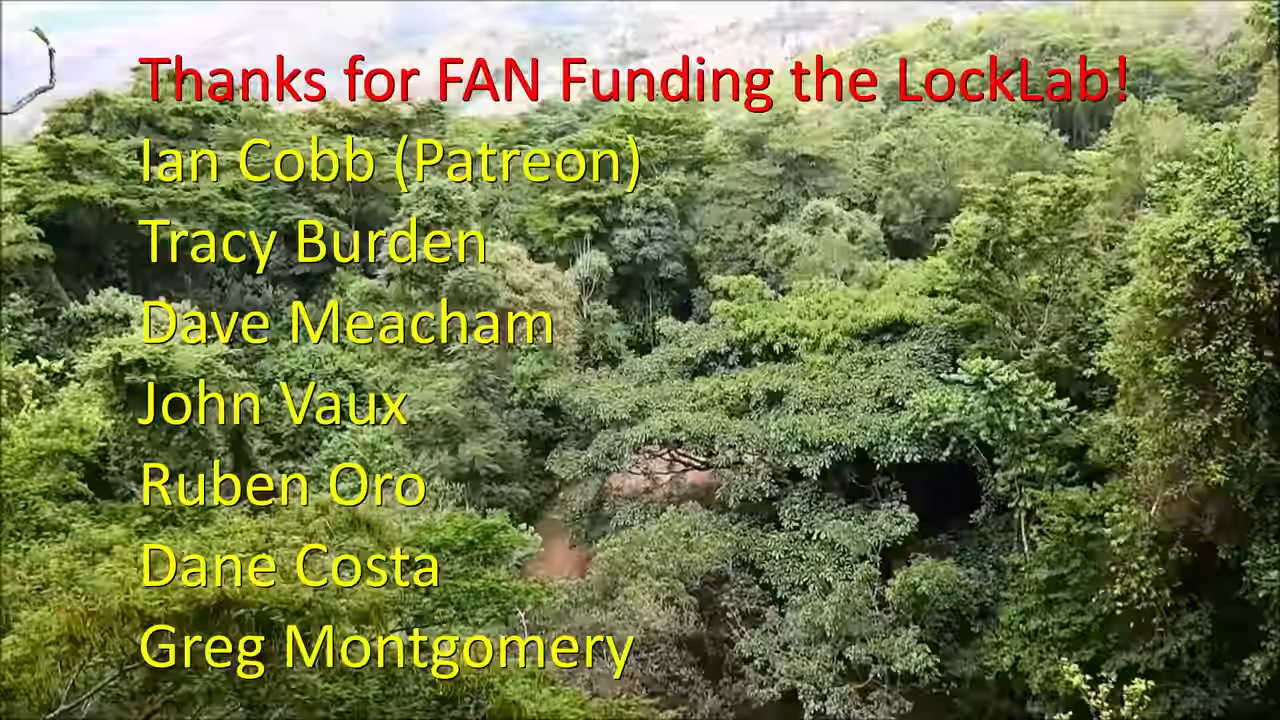 Thanks for FAN Funding the LockLab!
Ian Cobb (Patreon)
Tracy Burden
Dave Meacham
John Vaux
Ruben Oro
Dane Costa
Greg Montgomery